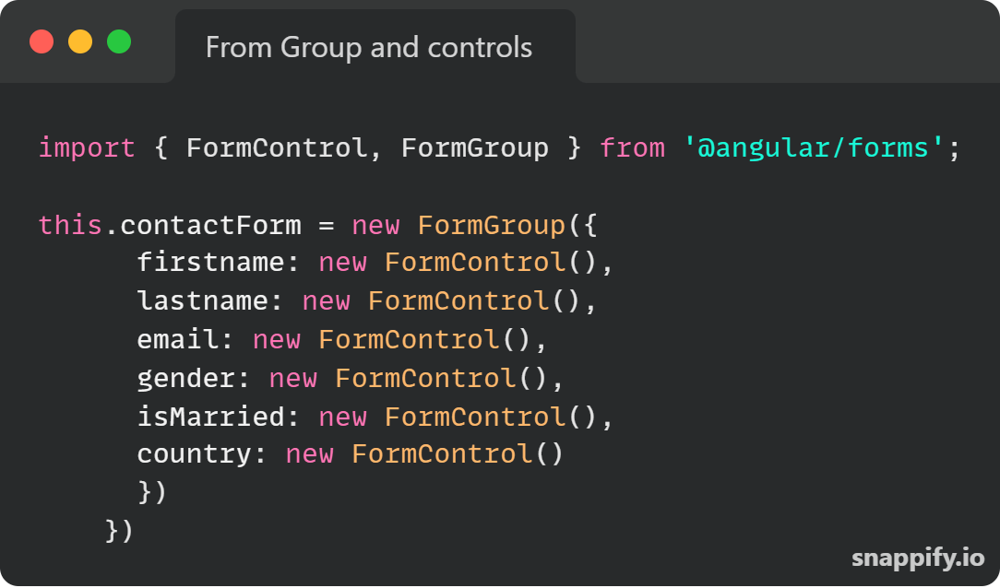 From Group and controls
import { FormControl, FormGroup } from '@angular/forms';
this.contactForm = new FormGroup({
firstname: new FormControl(),
lastname: new FormControl(),
email: new FormControl(),
gender: new FormControl(),
isMarried: new FormControl(),
country: new FormControl()
})
})
snappify.io